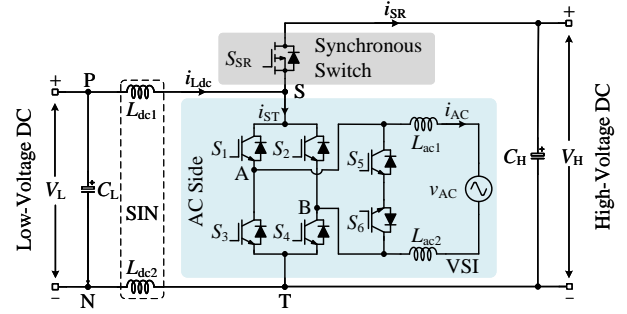 i_SR
S_SR
Synchronous
Switch
+
P
i_Ldc
S
+
L_dc1
i_ST
i_AC
S_1
S_2
S_5
L_ac1
A
Low-Voltage DC
V_L
C_L
SIN
AC Side
v_AC
C_H
V_H
High-Voltage DC
B
S_3
S_4
S_6
L_ac2
VSI
L_dc2
−
N
T
−